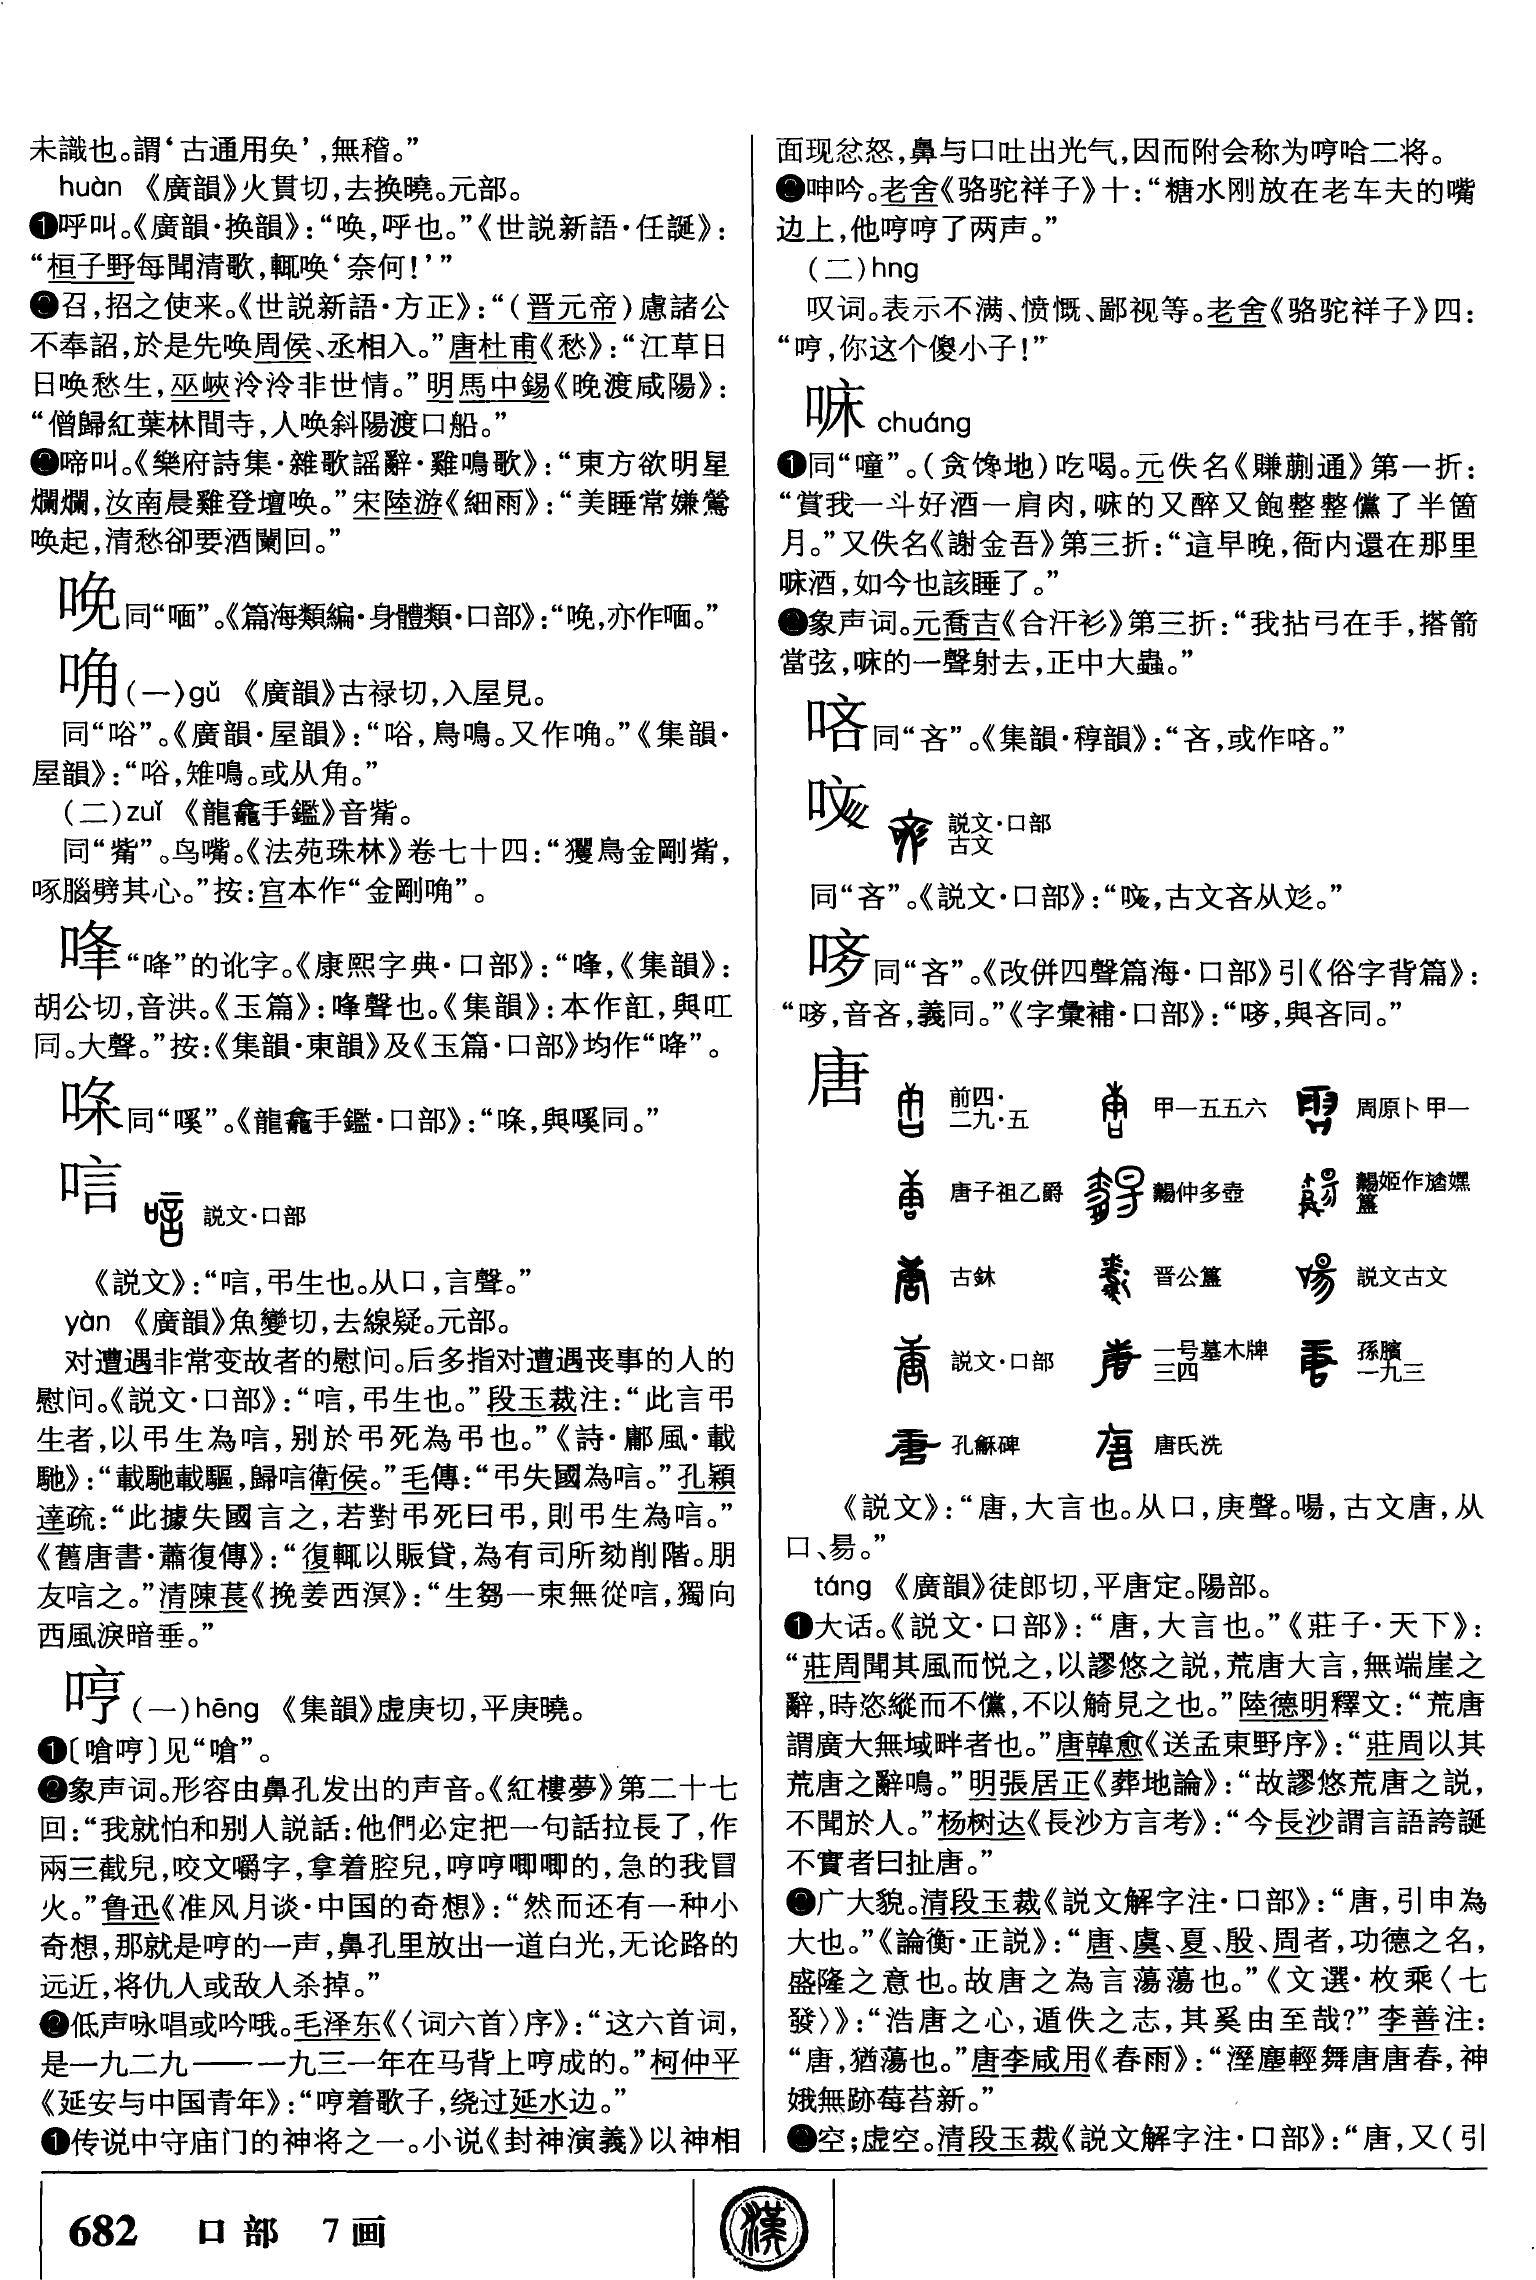 未識也。謂‘古通用奂’,無稽。”
huàn 《廣韻》火貫切,去换曉。元部。
❶呼叫。《廣韻·换韻》:“唤,呼也。”《世説新語·任誕》:
“桓子野每聞清歌,輒唤‘奈何!’”
❷召,招之使来。《世説新語·方正》:“(晋元帝)慮諸公
不奉詔,於是先唤周侯、丞相入。”唐杜甫《愁》:“江草日
日唤愁生,巫峽泠泠非世情。”明馬中錫《晚渡咸陽》:
“僧歸紅葉林間寺,人唤斜陽渡口船。”
❷啼叫。《樂府詩集·雜歌謡辭·雞鳴歌》:“東方欲明星
爛爛,汝南晨雞登壇唤。”宋陸游《細雨》:“美睡常嫌鶯
唤起,清愁卻要酒闌回。”
㖸同“喕”。《篇海類編·身體類·口部》:“㖸,亦作喕。”
唃(一)gǔ 《廣韻》古禄切,入屋見。
同“𠹀”。《廣韻·屋韻》:“唂,鳥鳴。又作唃。”《集韻·
屋韻》:“唂,雉鳴。或从角。”
(二)zuǐ 《龍龕手鑑》音觜。
同“觜”。鸟嘴。《法苑珠林》卷七十四:“玃鳥金剛觜,
啄腦劈其心。”按:宫本作“金剛唃”。
“哤”的讹字。《康熙字典·口部》:“,《集韻》:
胡公切,音洪。《玉篇》:聲也。《集韻》:本作缸,與叿
同。大聲。”按:《集韻·東韻》及《玉篇·口部》均作“”。
同“嗘”。《龍龕手鑑·口部》:“,與嗘同。”
唁 説文·口部
《説文》:“唁,弔生也。从口,言聲。”
yàn 《廣韻》魚變切,去線疑。元部。
对遭遇非常变故者的慰问。后多指对遭遇丧事的人的
慰问。《説文·口部》:“唁,弔生也。”段玉裁注:“此言弔
生者,以弔生為唁,别於弔死為弔也。”《詩·鄘風·載
馳》:“載馳載驅,歸唁衛侯。”毛傳:“弔失國為唁。”孔穎
達疏:“此據失國言之,若對弔死曰弔,則弔生為唁。”
《舊唐書·蕭復傳》:“復輒以賑貸,為有司所劾削階。朋
友唁之。”清陳萇《挽姜西溟》:“生芻一束無從唁,獨向
西風淚暗垂。”
哼(一)hēng 《集韻》虚庚切,平庚曉。
❶〔嗆哼〕见“嗆”。
❷象声词。形容由鼻孔发出的声音。《紅樓夢》第二十七
回:“我就怕和别人説話:他們必定把一句話拉長了,作
兩三截兒,咬文嚼字,拿着腔兒,哼哼唧唧的,急的我冒
火。”鲁迅《准风月谈·中国的奇想》:“然而还有一种小
奇想,那就是哼的一声,鼻孔里放出一道白光,无论路的
远近,将仇人或敌人杀掉。”
❷低声咏唱或吟哦。毛泽东《〈词六首〉序》:“这六首词,
是一九二九——一九三一年在马背上哼成的。”柯仲平
《延安与中国青年》:“哼着歌子,绕过延水边。”
❶传说中守庙门的神将之一。小说《封神演義》以神相
面现忿怒,鼻与口吐出光气,因而附会称为哼哈二将。
❷呻吟。老舍《骆驼祥子》十:“糖水刚放在老车夫的嘴
边上,他哼哼了两声。”
(二)hng
叹词。表示不满、愤慨、鄙视等。老舍《骆驼祥子》四:
“哼,你这个傻小子!”
㖠 chuáng
❶同“噇”。(贪馋地)吃喝。元佚名《賺蒯通》第一折:
“賞我一斗好酒一肩肉,㖠的又醉又飽整整儻了半箇
月。”又佚名《謝金吾》第三折:“這早晚,衙内還在那里
㖠酒,如今也該睡了。”
❷象声词。元喬吉《合汗衫》第三折:“我拈弓在手,搭箭
當弦,㖠的一聲射去,正中大蟲。”
㖁同“吝”。《集韻·稕韻》:“吝,或作㖁。”
説文·口部
古文
同“吝”。《説文·口部》:“,古文吝从彣。”
同“吝”。《改併四聲篇海·口部》引《俗字背篇》:
“哆,音吝,義同。”《字彙補·口部》:“哆,與吝同。”
唐 前四·二九·五 甲一五五六 周原卜甲一
唐子祖乙爵 仲多壺 姬作簋
古鉥 晋公簋 説文古文
説文·口部 一号墓木牌三四 孫臏一九三
孔龢碑 唐氏洗
《説文》:“唐,大言也。从口,庚聲。啺,古文唐,从
口、昜。”
táng 《廣韻》徒郎切,平唐定。陽部。
❶大话。《説文·口部》:“唐,大言也。”《莊子·天下》:
“莊周聞其風而悦之,以謬悠之説,荒唐大言,無端崖之
辭,時恣縱而不儻,不以觭見之也。”陸德明釋文:“荒唐
謂廣大無域畔者也。”唐韓愈《送孟東野序》:“莊周以其
荒唐之辭鳴。”明張居正《葬地論》:“故謬悠荒唐之説,
不聞於人。”杨树达《長沙方言考》:“今長沙謂言語誇誕
不實者曰扯唐。”
❷广大貌。清段玉裁《説文解字注·口部》:“唐,引申為
大也。”《論衡·正説》:“唐、虞、夏、殷、周者,功德之名,
盛隆之意也。故唐之為言蕩蕩也。”《文選·枚乘〈七
發〉》:“浩唐之心,遁佚之志,其奚由至哉?”李善注:
“唐,猶蕩也。”唐李咸用《春雨》:“溼塵輕舞唐唐春,神
娥無跡莓苔新。”
❷空;虚空。清段玉裁《説文解字注·口部》:“唐,又(引
682 口部 7画
漢